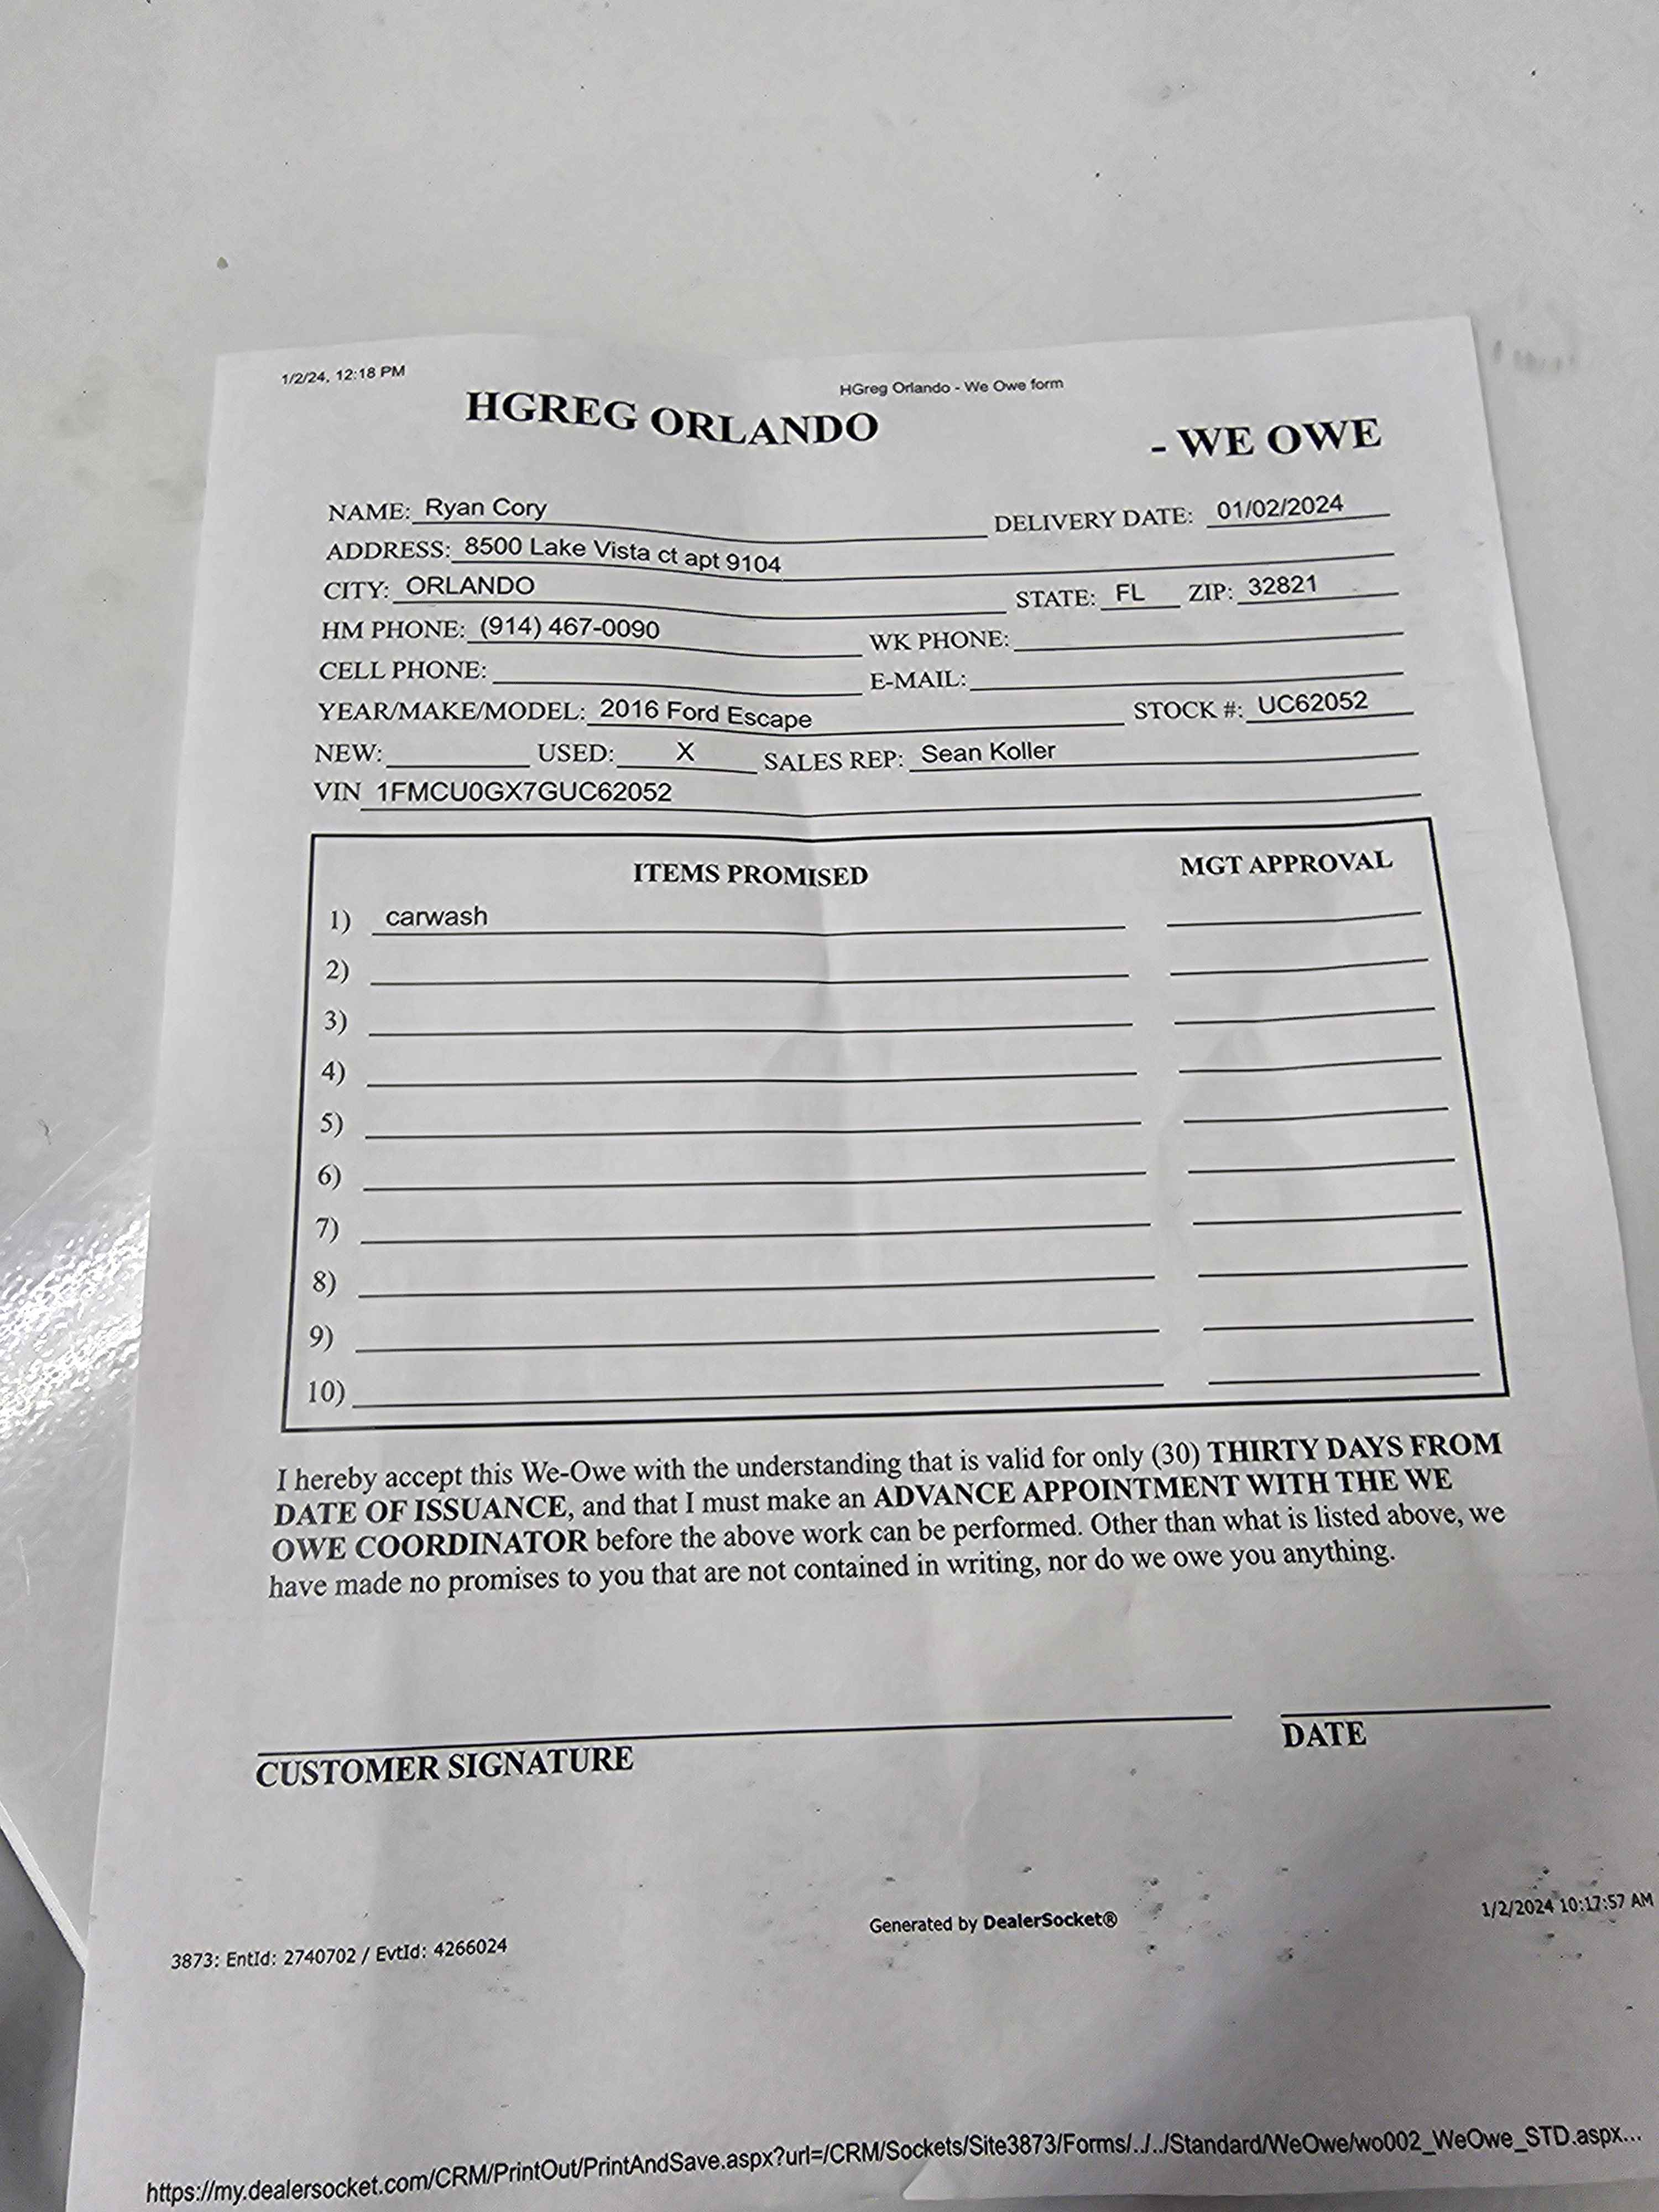 1/2/24, 12:18 PM
HGreg Orlando - We Owe form
HGREG ORLANDO - WE OWE
NAME: Ryan Cory DELIVERY DATE: 01/02/2024
ADDRESS: 8500 Lake Vista ct apt 9104
CITY: ORLANDO STATE: FL ZIP: 32821
HM PHONE: (914) 467-0090 WK PHONE:
CELL PHONE: E-MAIL:
YEAR/MAKE/MODEL: 2016 Ford Escape STOCK #: UC62052
NEW: USED: X SALES REP: Sean Koller
VIN 1FMCU0GX7GUC62052
ITEMS PROMISED MGT APPROVAL
1) carwash
2)
3)
4)
5)
6)
7)
8)
9)
10)
I hereby accept this We-Owe with the understanding that is valid for only (30) THIRTY DAYS FROM
DATE OF ISSUANCE, and that I must make an ADVANCE APPOINTMENT WITH THE WE
OWE COORDINATOR before the above work can be performed. Other than what is listed above, we
have made no promises to you that are not contained in writing, nor do we owe you anything.
CUSTOMER SIGNATURE DATE
3873: EntId: 2740702 / EvtId: 4266024 Generated by DealerSocket® 1/2/2024 10:17:57 AM
https://my.dealersocket.com/CRM/PrintOut/PrintAndSave.aspx?url=/CRM/Sockets/Site3873/Forms/../../Standard/WeOwe/wo002_WeOwe_STD.aspx...